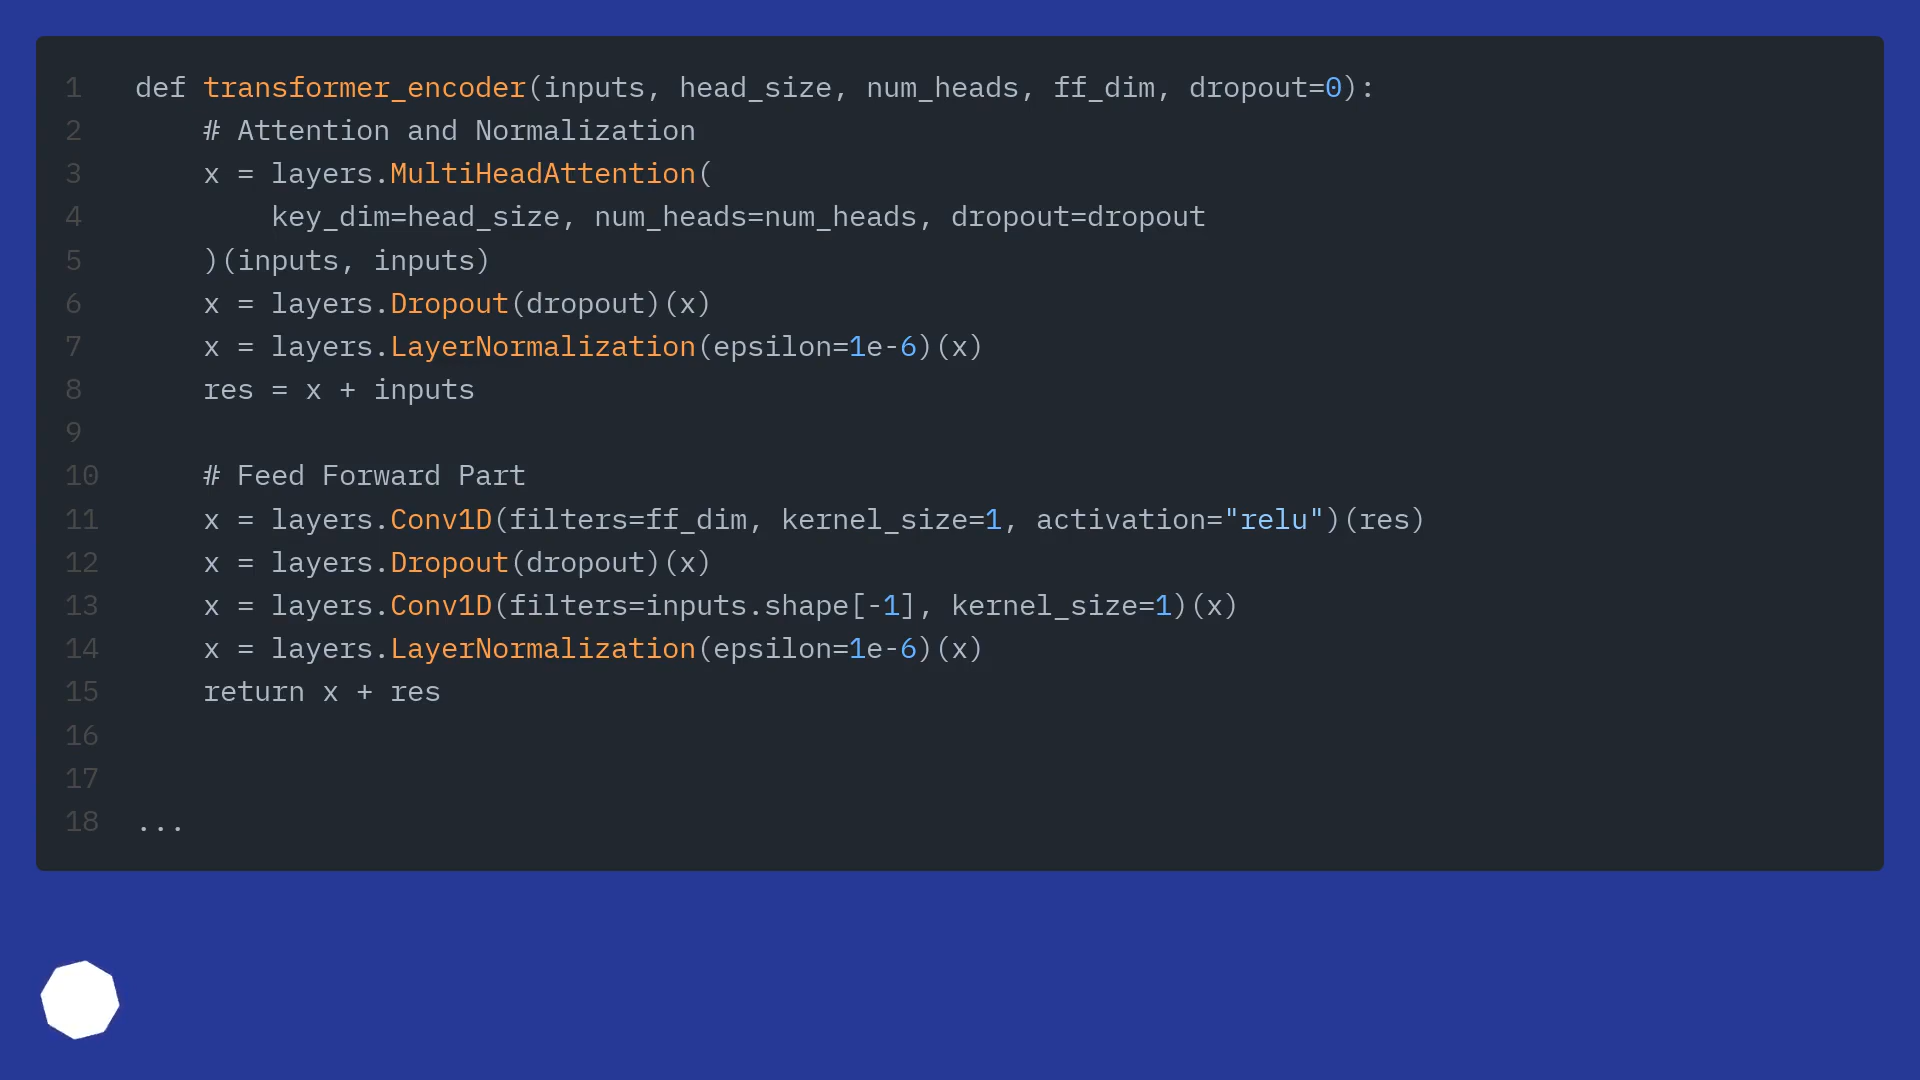 1 def transformer_encoder(inputs, head_size, num_heads, ff_dim, dropout=0):
2     # Attention and Normalization
3     x = layers.MultiHeadAttention(
4         key_dim=head_size, num_heads=num_heads, dropout=dropout
5     )(inputs, inputs)
6     x = layers.Dropout(dropout)(x)
7     x = layers.LayerNormalization(epsilon=1e-6)(x)
8     res = x + inputs
9
10     # Feed Forward Part
11     x = layers.Conv1D(filters=ff_dim, kernel_size=1, activation="relu")(res)
12     x = layers.Dropout(dropout)(x)
13     x = layers.Conv1D(filters=inputs.shape[-1], kernel_size=1)(x)
14     x = layers.LayerNormalization(epsilon=1e-6)(x)
15     return x + res
16
17
18 ...